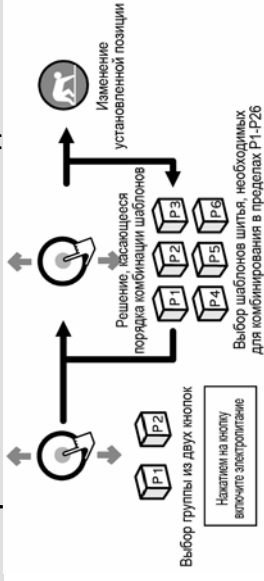 Нажатием на кнопку
включите электропитание
Выбор группы из двух кнопок
P1
P2
Решение, касающееся
порядка комбинации шаблонов
P1
P2
P3
P4
P5
P6
Выбор шаблонов шитья, необходимых
для комбинирования в пределах P1-P26
Изменение
установленной позиции